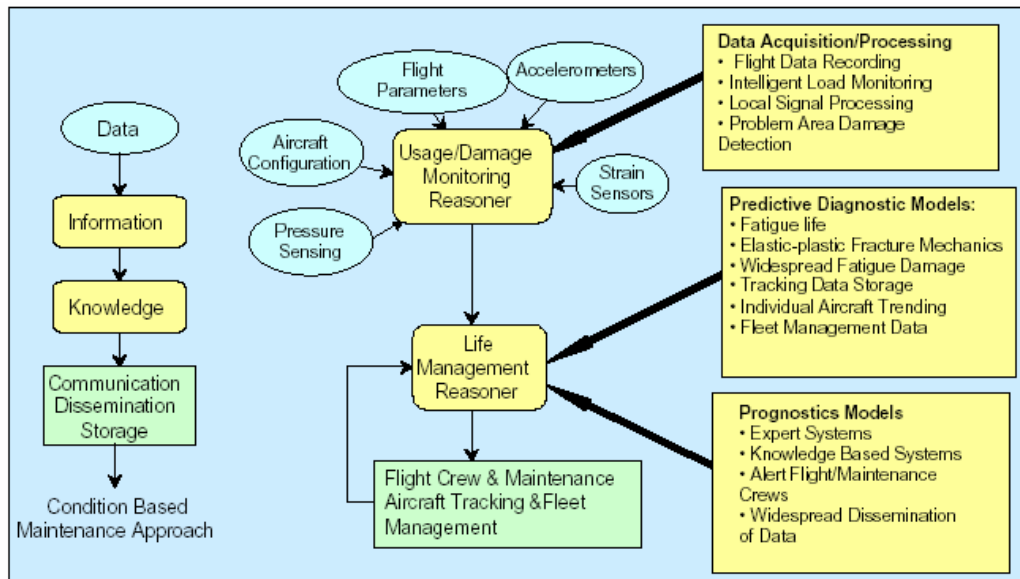 Data
Information
Knowledge
Communication
Dissemination
Storage
Condition Based
Maintenance Approach
Flight
Parameters
Accelerometers
Aircraft
Configuration
Usage/Damage
Monitoring
Reasoner
Strain
Sensors
Pressure
Sensing
Life
Management
Reasoner
Flight Crew & Maintenance
Aircraft Tracking &Fleet
Management
Data Acquisition/Processing
• Flight Data Recording
• Intelligent Load Monitoring
• Local Signal Processing
• Problem Area Damage
Detection
Predictive Diagnostic Models:
• Fatigue life
• Elastic-plastic Fracture Mechanics
• Widespread Fatigue Damage
• Tracking Data Storage
• Individual Aircraft Trending
• Fleet Management Data
Prognostics Models
• Expert Systems
• Knowledge Based Systems
• Alert Flight/Maintenance
Crews
• Widespread Dissemination
of Data